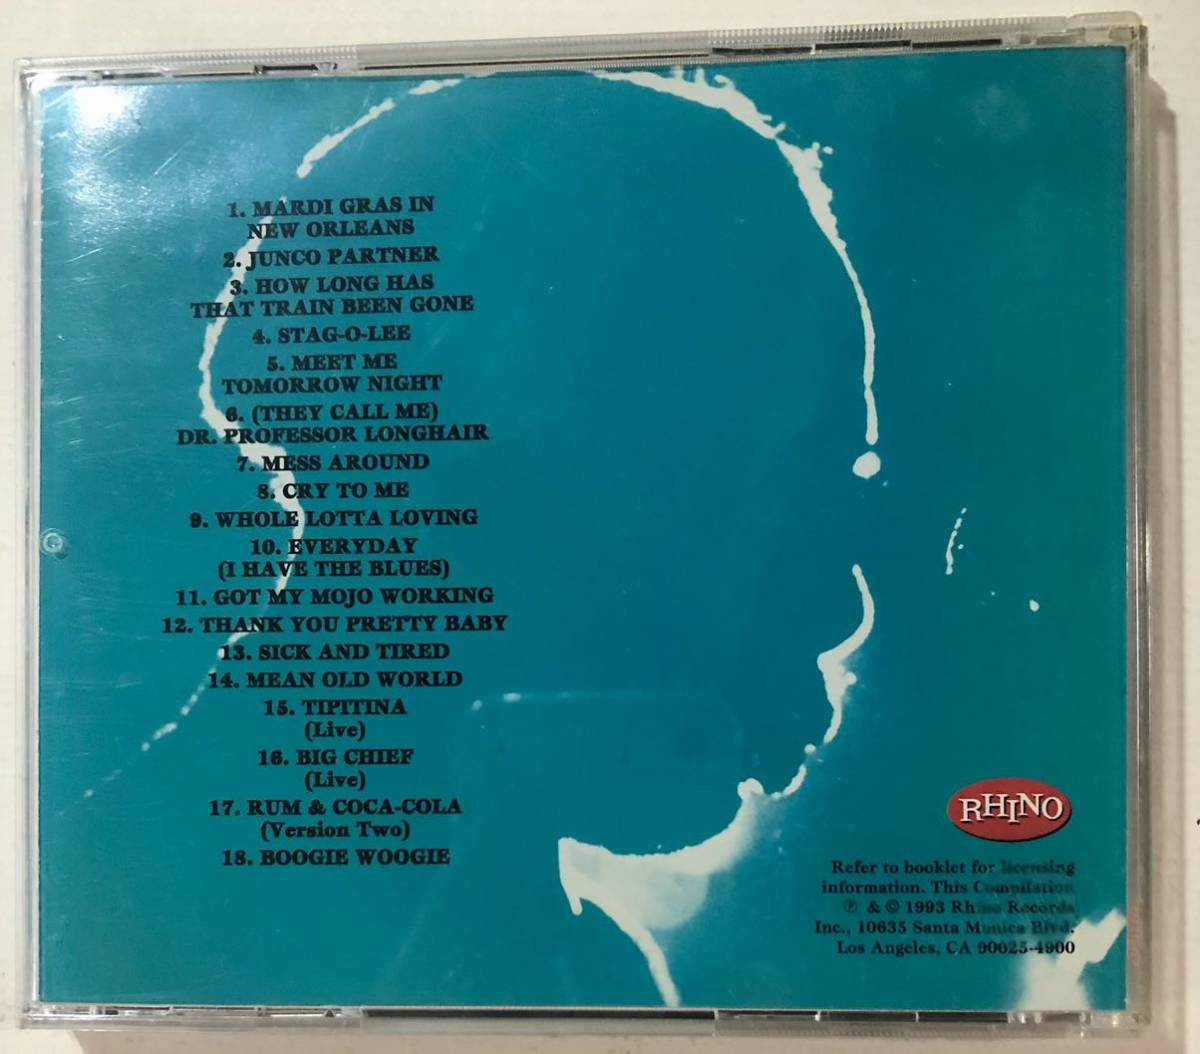 1. MARDI GRAS IN
NEW ORLEANS
2. JUNCO PARTNER
3. HOW LONG HAS
THAT TRAIN BEEN GONE
4. STAG-O-LEE
5. MEET ME
TOMORROW NIGHT
6. (THEY CALL ME)
DR. PROFESSOR LONGHAIR
7. MESS AROUND
8. CRY TO ME
9. WHOLE LOTTA LOVING
10. EVERYDAY
(I HAVE THE BLUES)
11. GOT MY MOJO WORKING
12. THANK YOU PRETTY BABY
13. SICK AND TIRED
14. MEAN OLD WORLD
15. TIPITINA
(Live)
16. BIG CHIEF
(Live)
17. RUM & COCA-COLA
(Version Two)
18. BOOGIE WOOGIE
RHINO
Refer to booklet for licensing
information. This Compilation
℗ & © 1993 Rhino Records
Inc., 10635 Santa Monica Blvd.
Los Angeles, CA 90025-4900